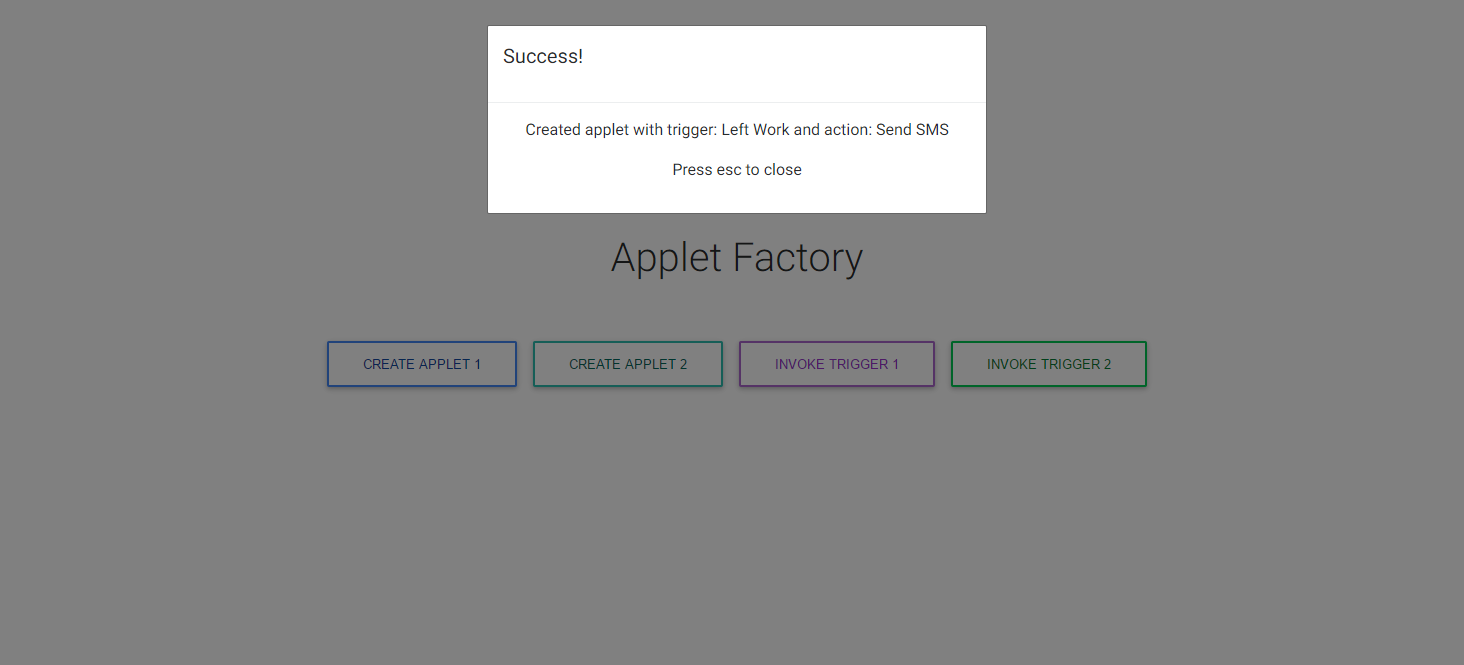 Success!
Created applet with trigger: Left Work and action: Send SMS
Press esc to close
Applet Factory
CREATE APPLET 1
CREATE APPLET 2
INVOKE TRIGGER 1
INVOKE TRIGGER 2